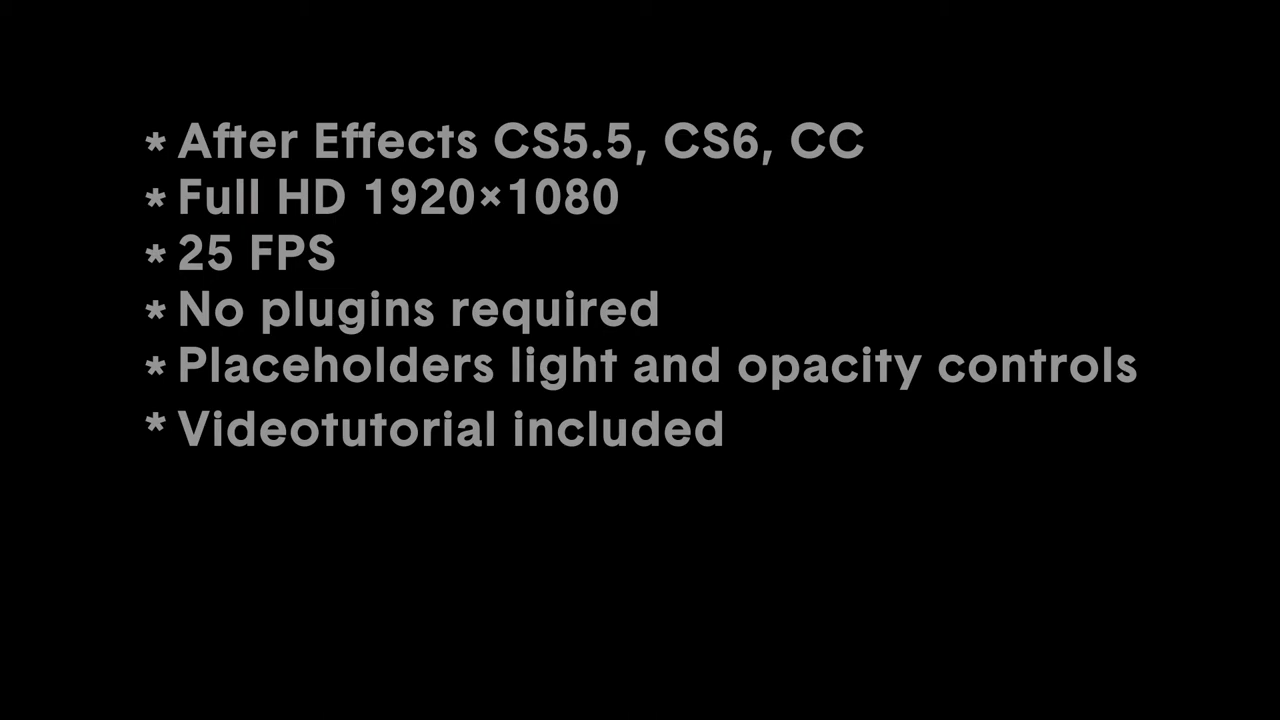 * After Effects CS5.5, CS6, CC
* Full HD 1920×1080
* 25 FPS
* No plugins required
* Placeholders light and opacity controls
* Videotutorial included